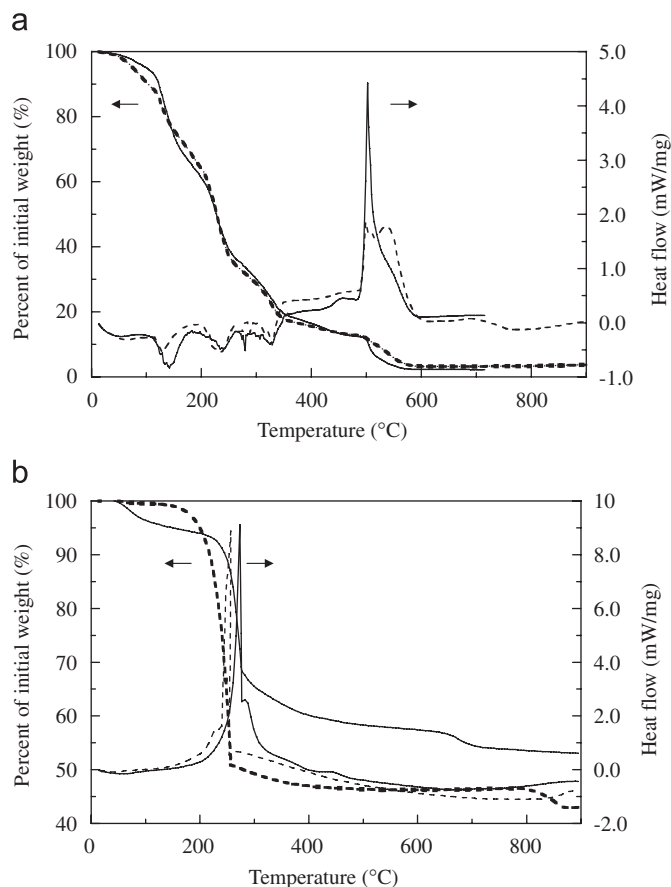 a
100
80
60
40
20
0
Percent of initial weight (%)
5.0
4.0
3.0
2.0
1.0
0.0
-1.0
Heat flow (mW/mg)
0 200 400 600 800
Temperature (°C)
b
100
90
80
70
60
50
40
Percent of initial weight (%)
10
8.0
6.0
4.0
2.0
0.0
-2.0
Heat flow (mW/mg)
0 200 400 600 800
Temperature (°C)